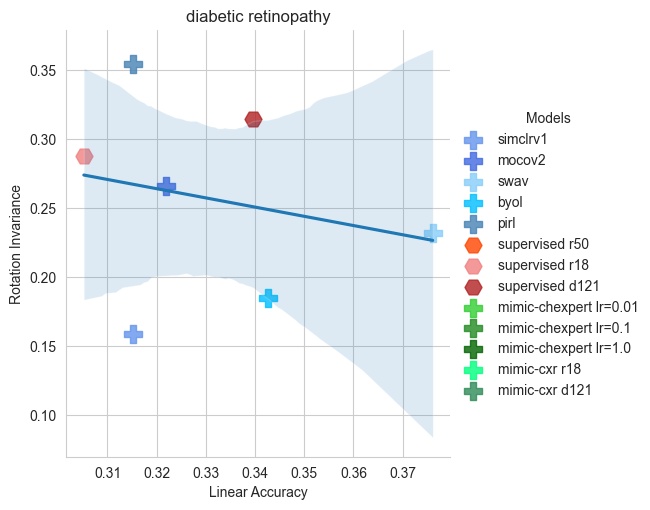 diabetic retinopathy
Rotation Invariance
0.35
0.30
0.25
0.20
0.15
0.10
0.31 0.32 0.33 0.34 0.35 0.36 0.37
Linear Accuracy
Models
simclrv1
mocov2
swav
byol
pirl
supervised r50
supervised r18
supervised d121
mimic-chexpert lr=0.01
mimic-chexpert lr=0.1
mimic-chexpert lr=1.0
mimic-cxr r18
mimic-cxr d121